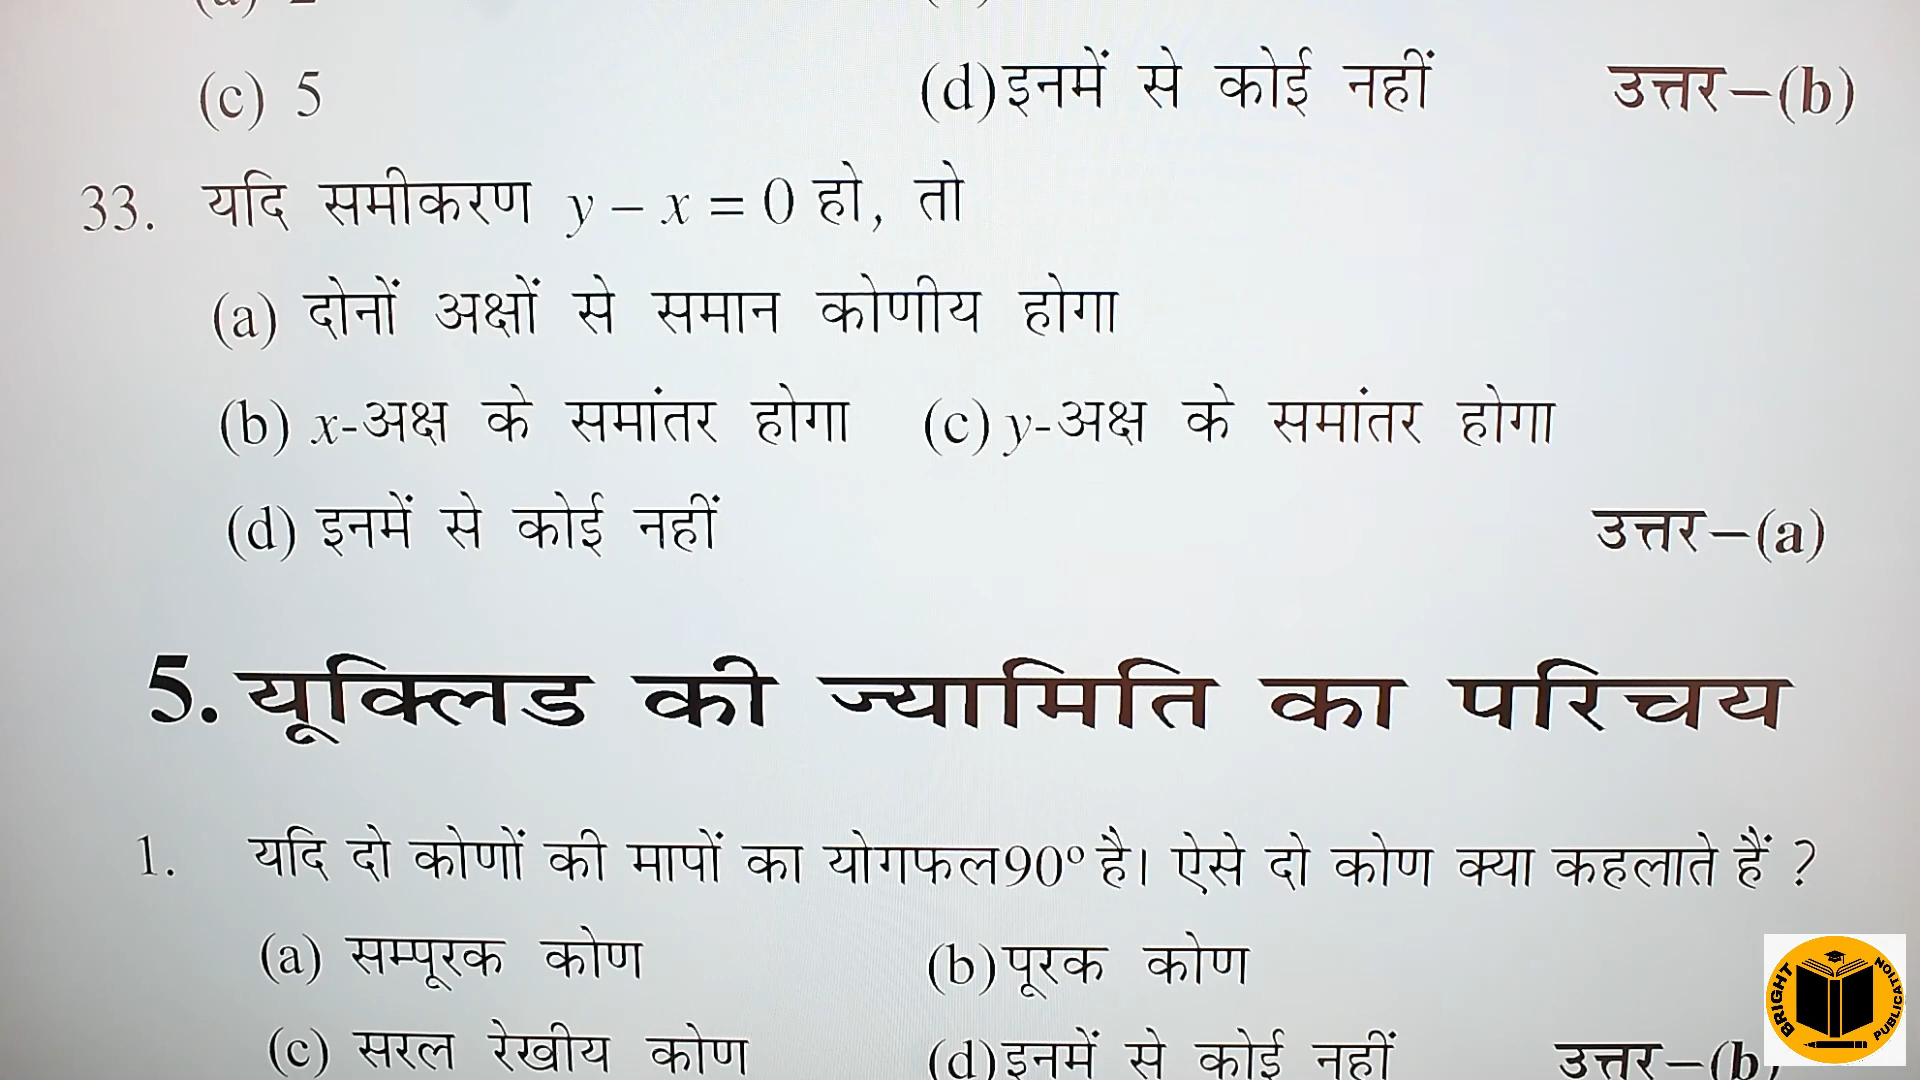 (c) 5 (d) इनमें से कोई नहीं उत्तर–(b)
33. यदि समीकरण y – x = 0 हो, तो
(a) दोनों अक्षों से समान कोणीय होगा
(b) x-अक्ष के समांतर होगा (c) y-अक्ष के समांतर होगा
(d) इनमें से कोई नहीं उत्तर–(a)
5. यूक्लिड की ज्यामिति का परिचय
1. यदि दो कोणों की मापों का योगफल 90° है। ऐसे दो कोण क्या कहलाते हैं ?
(a) सम्पूरक कोण (b) पूरक कोण
(c) सरल रेखीय कोण (d) इनमें से कोई नहीं उत्तर–(b)
BRIGHT PUBLICATION